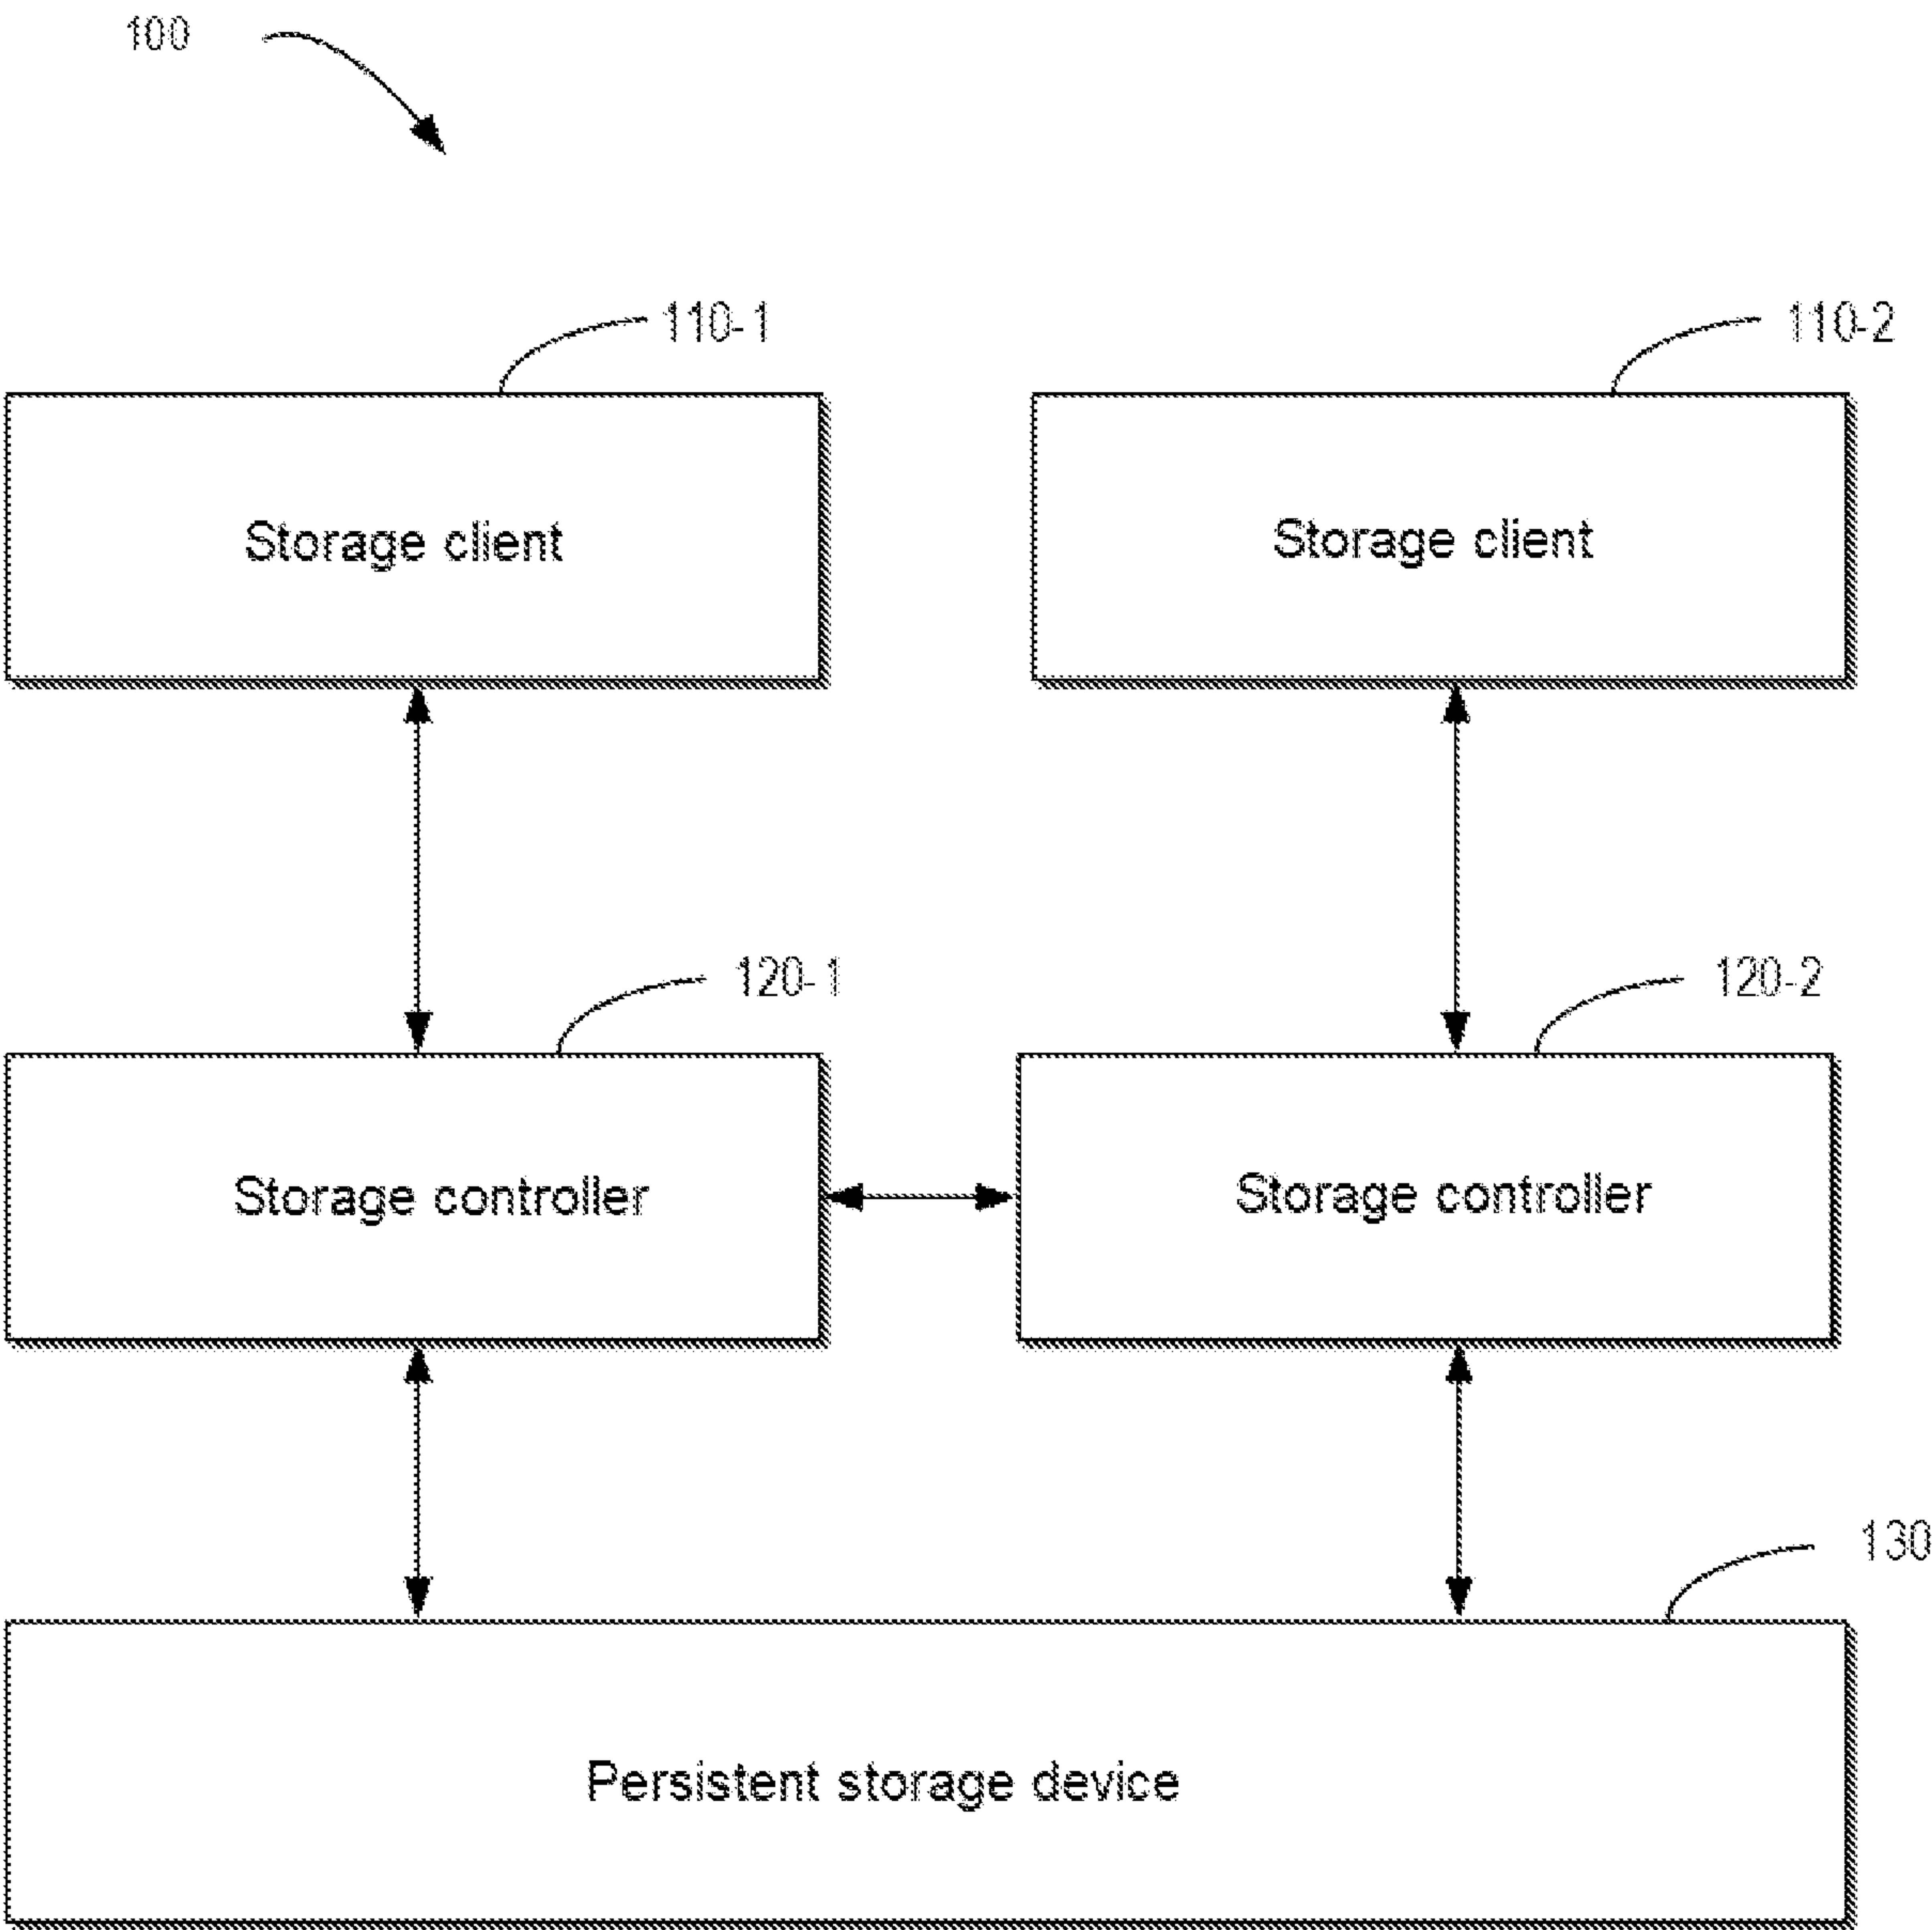 100
110-1
110-2
Storage client
Storage client
120-1
120-2
Storage controller
Storage controller
130
Persistent storage device